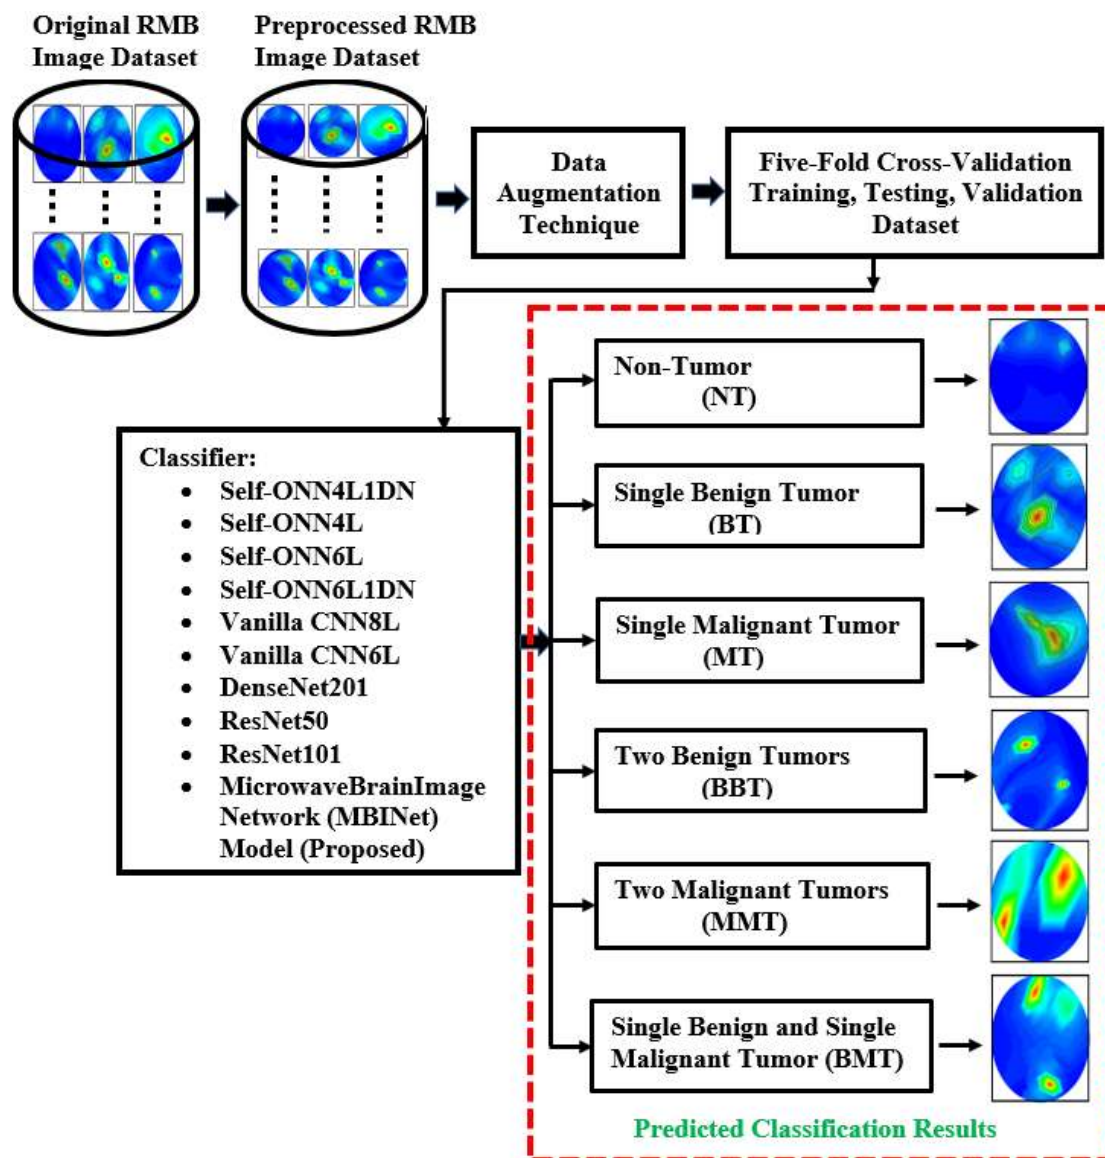 Original RMB
Image Dataset
Preprocessed RMB
Image Dataset
Data
Augmentation
Technique
Five-Fold Cross-Validation
Training, Testing, Validation
Dataset
Classifier:
• Self-ONN4L1DN
• Self-ONN4L
• Self-ONN6L
• Self-ONN6L1DN
• Vanilla CNN8L
• Vanilla CNN6L
• DenseNet201
• ResNet50
• ResNet101
• MicrowaveBrainImage
Network (MBINet)
Model (Proposed)
Non-Tumor
(NT)
Single Benign Tumor
(BT)
Single Malignant Tumor
(MT)
Two Benign Tumors
(BBT)
Two Malignant Tumors
(MMT)
Single Benign and Single
Malignant Tumor (BMT)
Predicted Classification Results